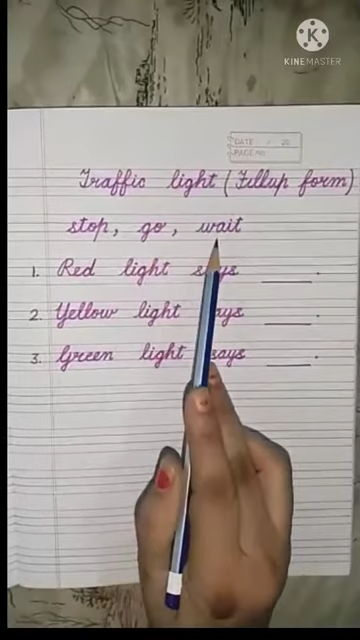 K
KINEMASTER
DATE / 20
PAGE No.
Traffic light (Fillup form)
stop, go, wait
1. Red light says ____.
2. Yellow light says ____.
3. Green light says ____.